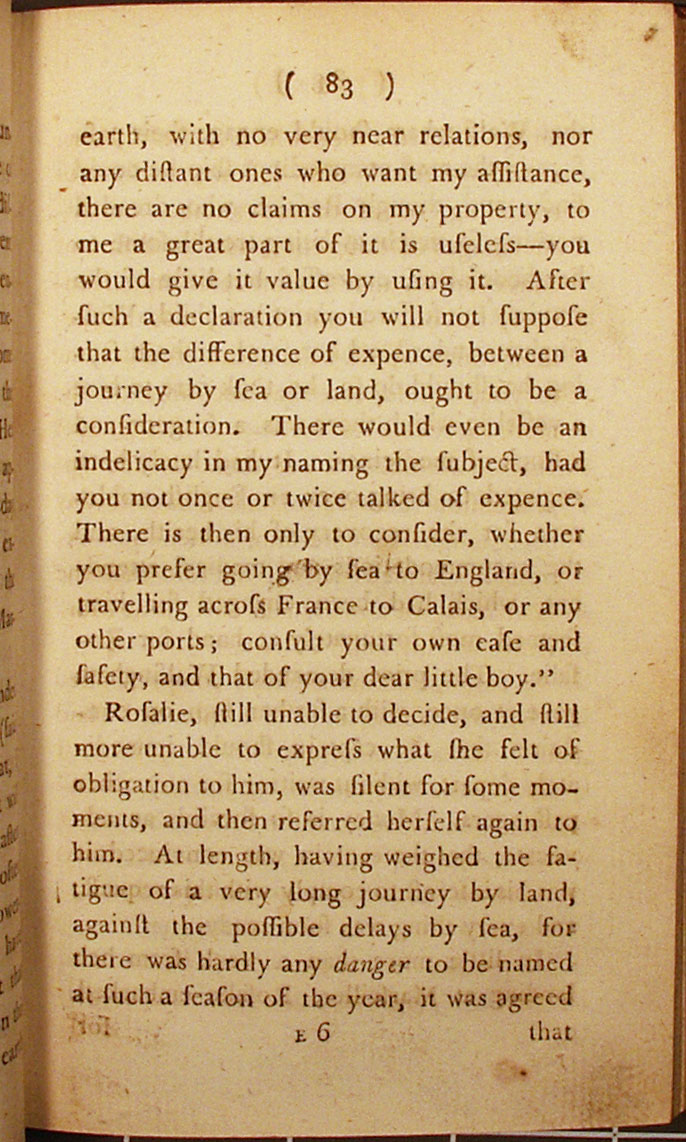 ( 83 )
earth, with no very near relations, nor
any diſtant ones who want my aſſiſtance,
there are no claims on my property, to
me a great part of it is uſeleſs—you
would give it value by uſing it. After
ſuch a declaration you will not ſuppoſe
that the difference of expence, between a
journey by ſea or land, ought to be a
conſideration. There would even be an
indelicacy in my naming the ſubject, had
you not once or twice talked of expence.
There is then only to conſider, whether
you prefer going by ſea to England, or
travelling acroſs France to Calais, or any
other ports; conſult your own eaſe and
ſafety, and that of your dear little boy.”
Roſalie, ſtill unable to decide, and ſtill
more unable to expreſs what ſhe felt of
obligation to him, was ſilent for ſome mo-
ments, and then referred herſelf again to
him. At length, having weighed the fa-
tigue of a very long journey by land,
againſt the poſſible delays by ſea, for
there was hardly any danger to be named
at ſuch a ſeaſon of the year, it was agreed
E 6 that